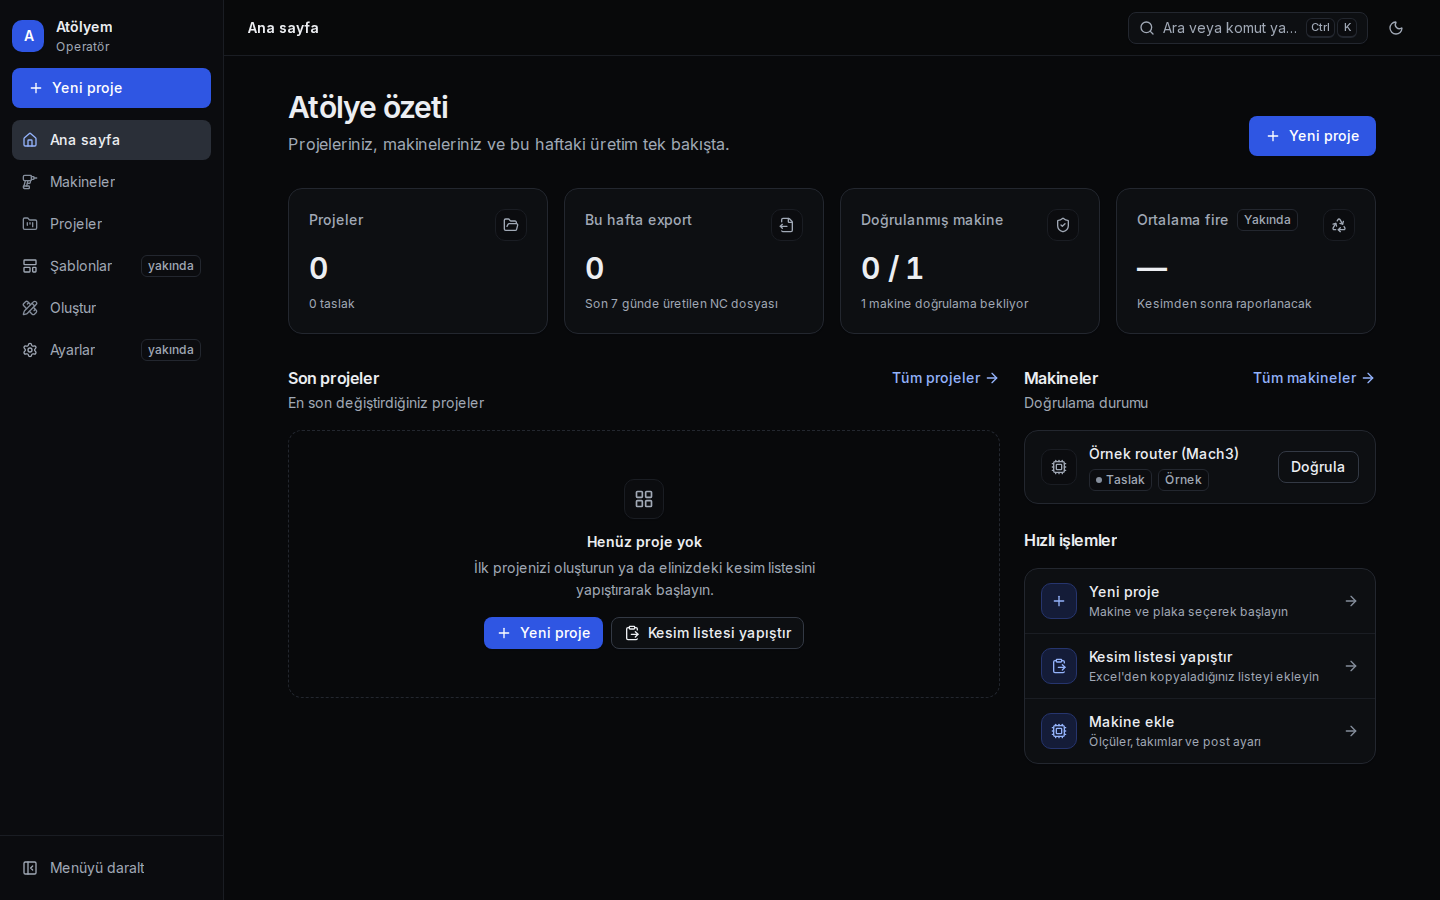 A
Atölyem
Operatör
Yeni proje
Ana sayfa
Makineler
Projeler
Şablonlar yakında
Oluştur
Ayarlar yakında
Menüyü daralt
Ana sayfa
Ara veya komut ya... Ctrl K
Atölye özeti
Projeleriniz, makineleriniz ve bu haftaki üretim tek bakışta.
Yeni proje
Projeler
0
0 taslak
Bu hafta export
0
Son 7 günde üretilen NC dosyası
Doğrulanmış makine
0 / 1
1 makine doğrulama bekliyor
Ortalama fire Yakında
—
Kesimden sonra raporlanacak
Son projeler
Tüm projeler
En son değiştirdiğiniz projeler
Henüz proje yok
İlk projenizi oluşturun ya da elinizdeki kesim listesini
yapıştırarak başlayın.
Yeni proje
Kesim listesi yapıştır
Makineler
Tüm makineler
Doğrulama durumu
Örnek router (Mach3)
Taslak Örnek
Doğrula
Hızlı işlemler
Yeni proje
Makine ve plaka seçerek başlayın
Kesim listesi yapıştır
Excel'den kopyaladığınız listeyi ekleyin
Makine ekle
Ölçüler, takımlar ve post ayarı